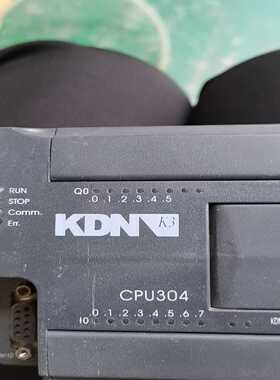 RUN
STOP
Comm.
Err.
Q0
.0 .1 .2 .3 .4 .5
KDN K3
CPU304
.0 .1 .2 .3 .4 .5 .6 .7
I0